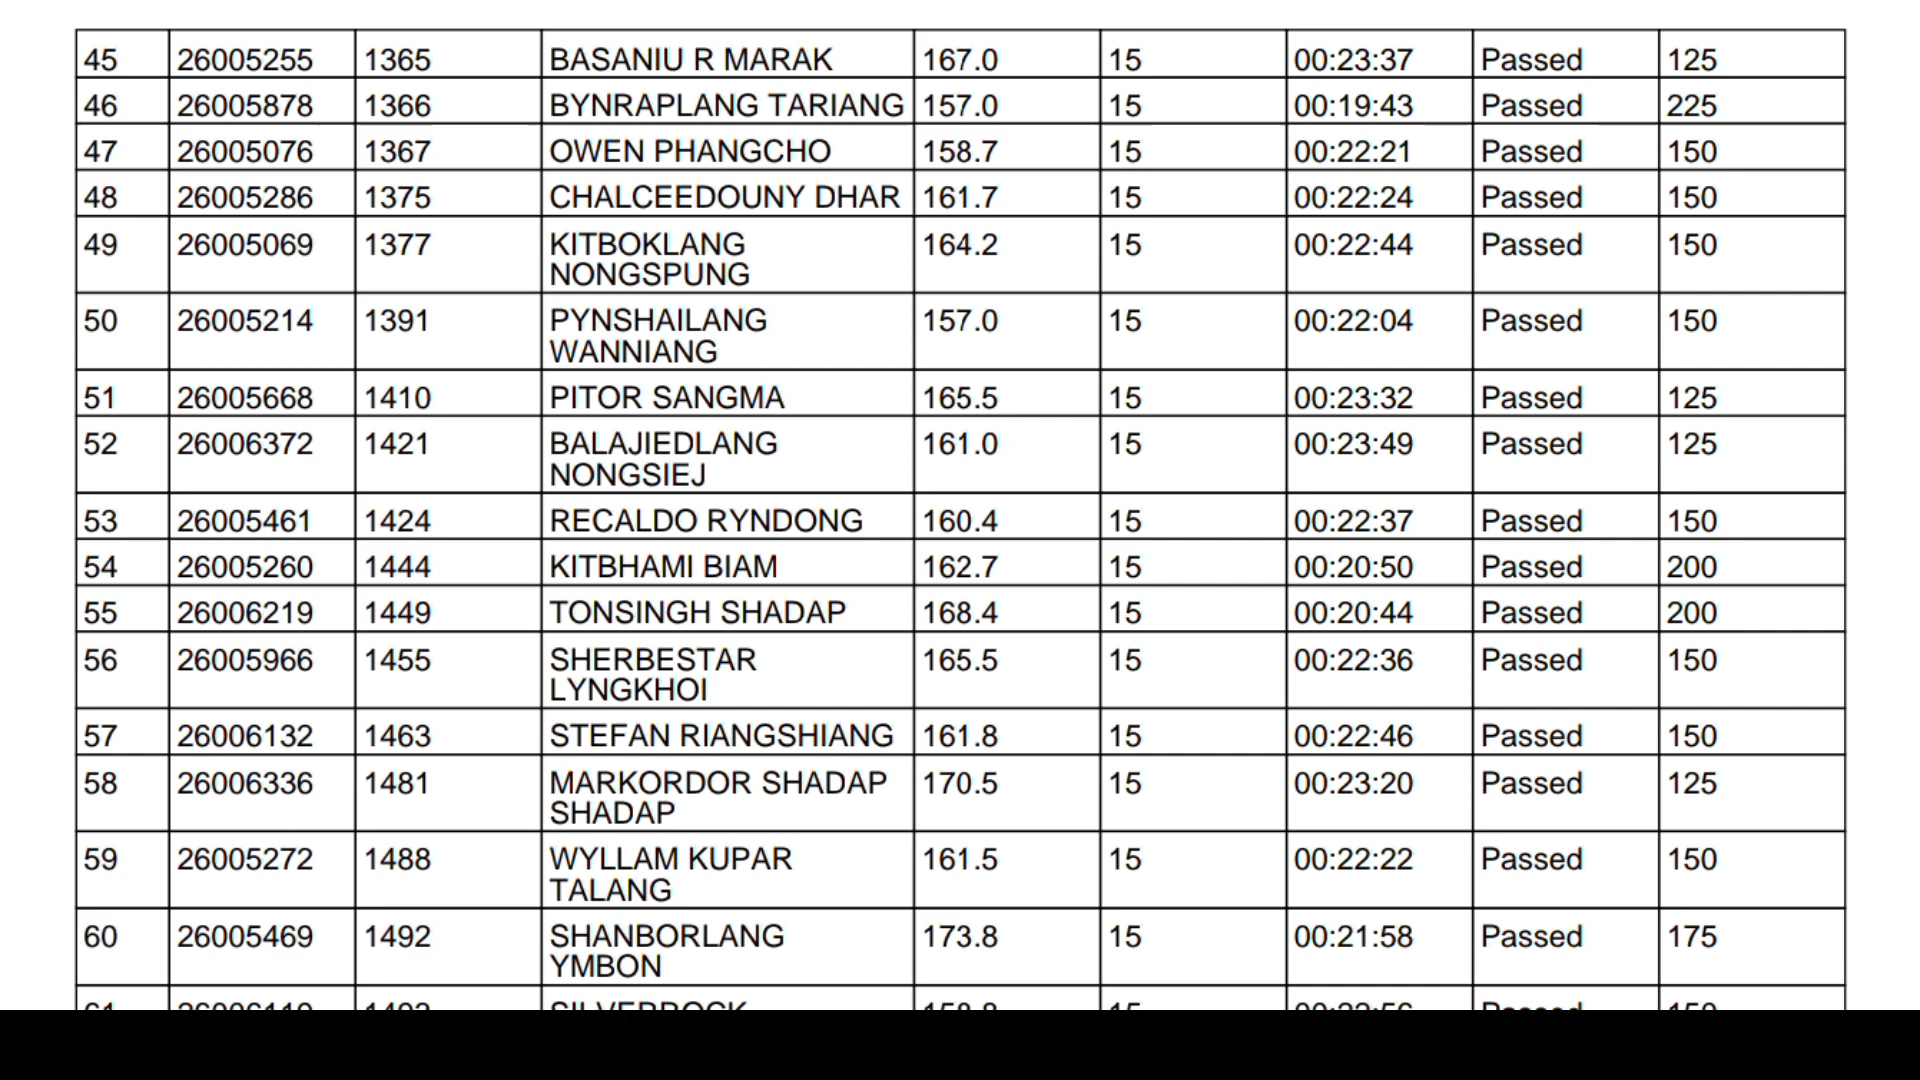 45 26005255 1365 BASANIU R MARAK 167.0 15 00:23:37 Passed 125
46 26005878 1366 BYNRAPLANG TARIANG 157.0 15 00:19:43 Passed 225
47 26005076 1367 OWEN PHANGCHO 158.7 15 00:22:21 Passed 150
48 26005286 1375 CHALCEEDOUNY DHAR 161.7 15 00:22:24 Passed 150
49 26005069 1377 KITBOKLANG 164.2 15 00:22:44 Passed 150
NONGSPUNG
50 26005214 1391 PYNSHAILANG 157.0 15 00:22:04 Passed 150
WANNIANG
51 26005668 1410 PITOR SANGMA 165.5 15 00:23:32 Passed 125
52 26006372 1421 BALAJIEDLANG 161.0 15 00:23:49 Passed 125
NONGSIEJ
53 26005461 1424 RECALDO RYNDONG 160.4 15 00:22:37 Passed 150
54 26005260 1444 KITBHAMI BIAM 162.7 15 00:20:50 Passed 200
55 26006219 1449 TONSINGH SHADAP 168.4 15 00:20:44 Passed 200
56 26005966 1455 SHERBESTAR 165.5 15 00:22:36 Passed 150
LYNGKHOI
57 26006132 1463 STEFAN RIANGSHIANG 161.8 15 00:22:46 Passed 150
58 26006336 1481 MARKORDOR SHADAP 170.5 15 00:23:20 Passed 125
SHADAP
59 26005272 1488 WYLLAM KUPAR 161.5 15 00:22:22 Passed 150
TALANG
60 26005469 1492 SHANBORLANG 173.8 15 00:21:58 Passed 175
YMBON